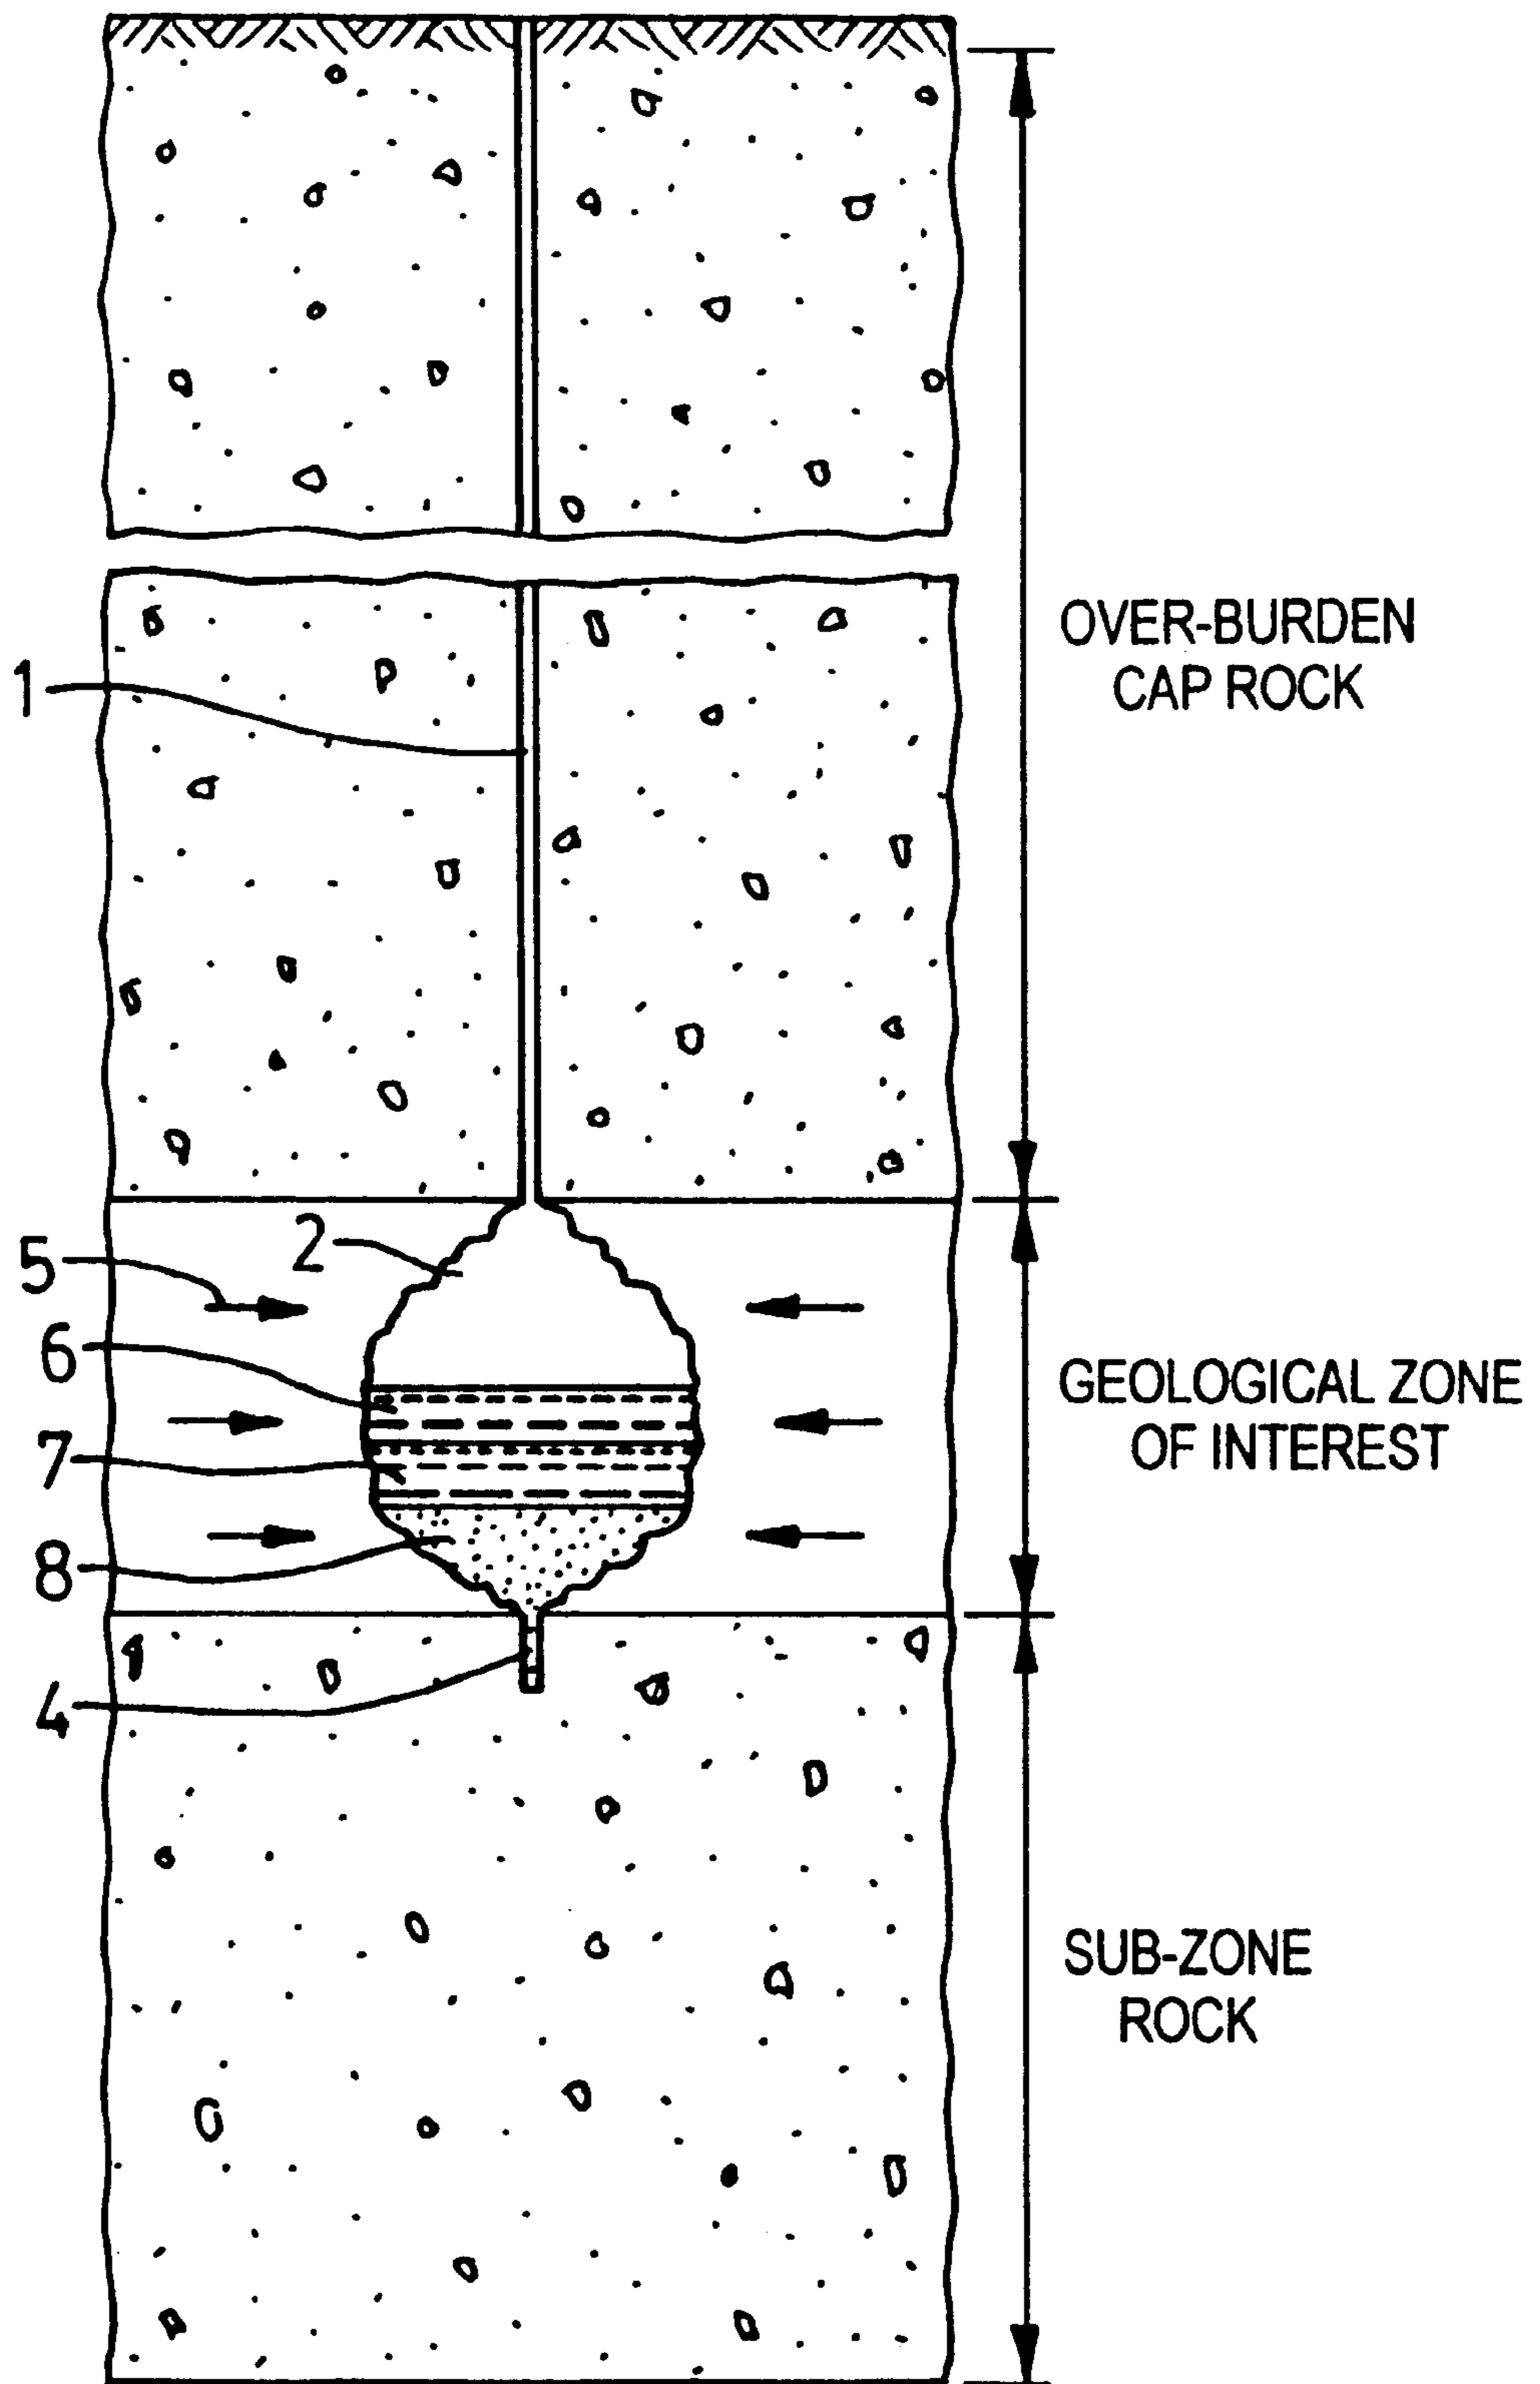 OVER-BURDEN
CAP ROCK
1
2
5
6
GEOLOGICAL ZONE
OF INTEREST
7
8
4
SUB-ZONE
ROCK